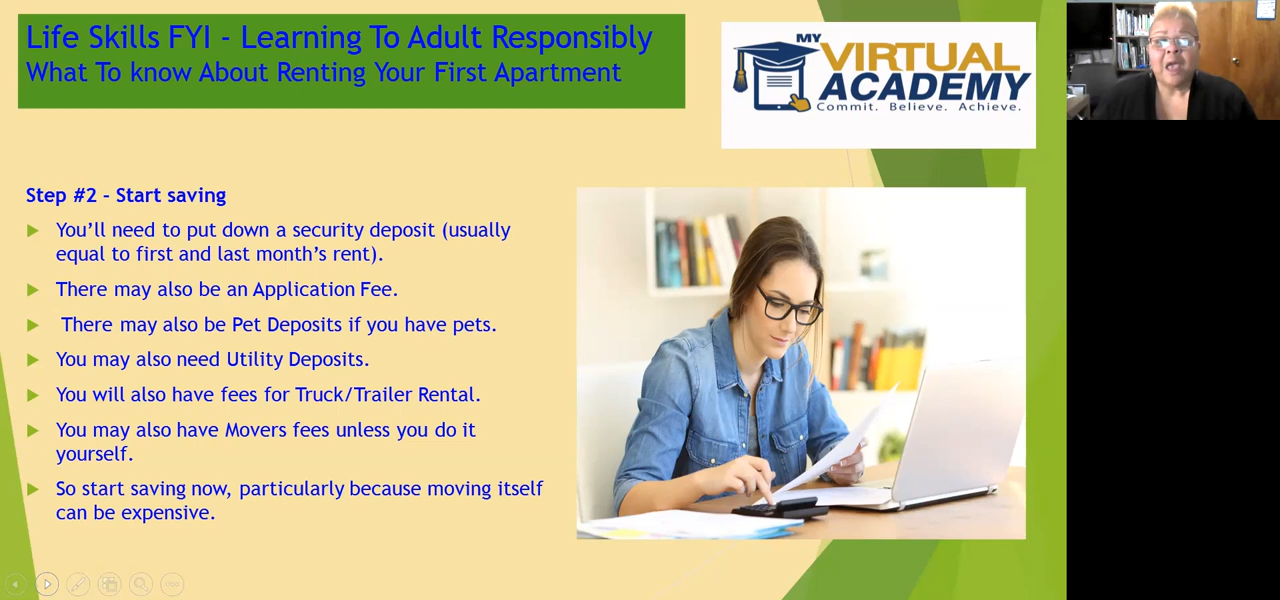 Life Skills FYI - Learning To Adult Responsibly
What To know About Renting Your First Apartment
MY
VIRTUAL
ACADEMY
Commit. Believe. Achieve.
Step #2 - Start saving
You'll need to put down a security deposit (usually
equal to first and last month's rent).
There may also be an Application Fee.
There may also be Pet Deposits if you have pets.
You may also need Utility Deposits.
You will also have fees for Truck/Trailer Rental.
You may also have Movers fees unless you do it
yourself.
So start saving now, particularly because moving itself
can be expensive.